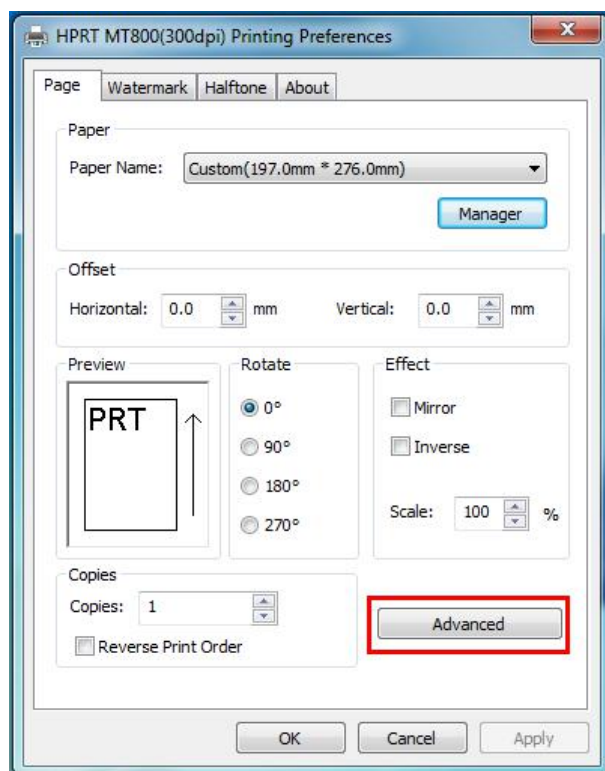 HPRT MT800(300dpi) Printing Preferences
Page Watermark Halftone About
Paper
Paper Name: Custom(197.0mm * 276.0mm)
Manager
Offset
Horizontal: 0.0 mm Vertical: 0.0 mm
Preview Rotate Effect
PRT
0° Mirror
90° Inverse
180°
Scale: 100 %
270°
Copies
Copies: 1
Advanced
Reverse Print Order
OK Cancel Apply